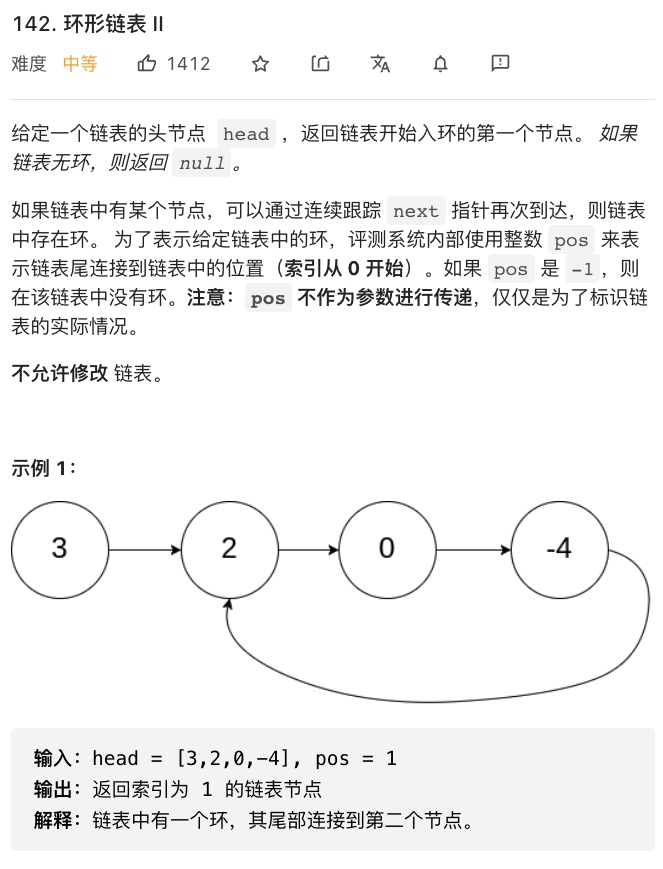 142. 环形链表 II
难度 中等 1412
给定一个链表的头节点 head ，返回链表开始入环的第一个节点。 如果
链表无环，则返回 null。
如果链表中有某个节点，可以通过连续跟踪 next 指针再次到达，则链表
中存在环。 为了表示给定链表中的环，评测系统内部使用整数 pos 来表
示链表尾连接到链表中的位置（索引从 0 开始）。如果 pos 是 -1，则
在该链表中没有环。注意：pos 不作为参数进行传递，仅仅是为了标识链
表的实际情况。
不允许修改 链表。
示例 1：
3 2 0 -4
输入：head = [3,2,0,-4], pos = 1
输出：返回索引为 1 的链表节点
解释：链表中有一个环，其尾部连接到第二个节点。